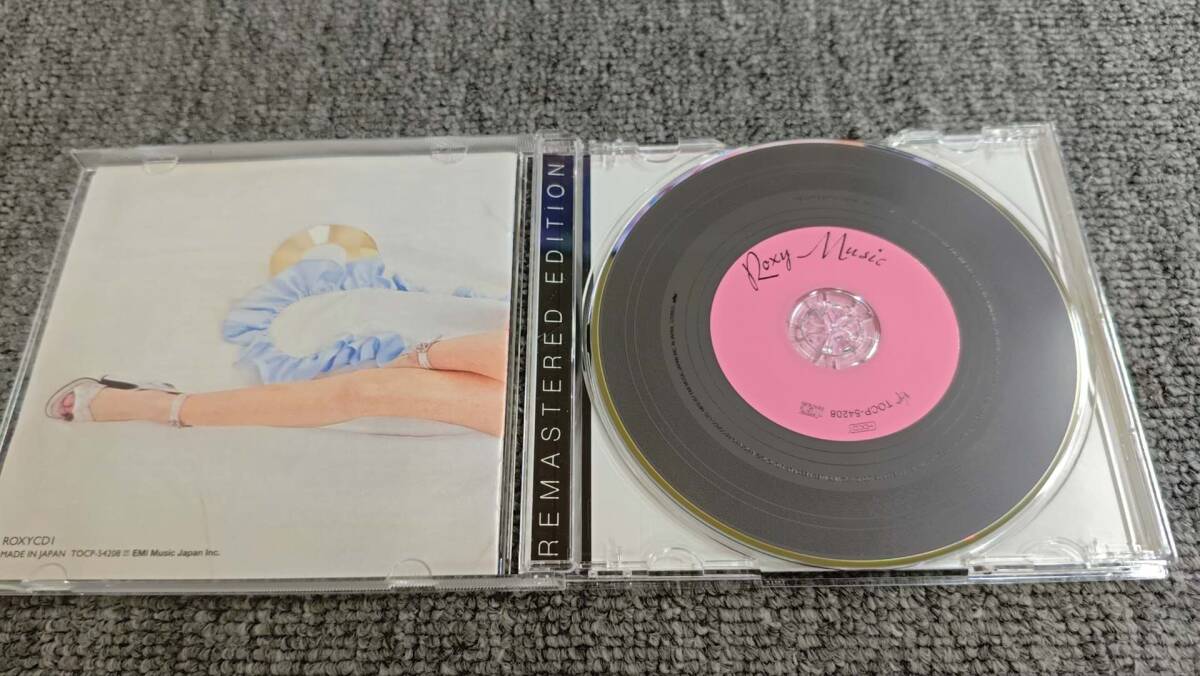 ROXYCD1
MADE IN JAPAN TOCP-54208 EMI Music Japan Inc.
REMASTERED EDITION
Roxy Music
TOCP-54208